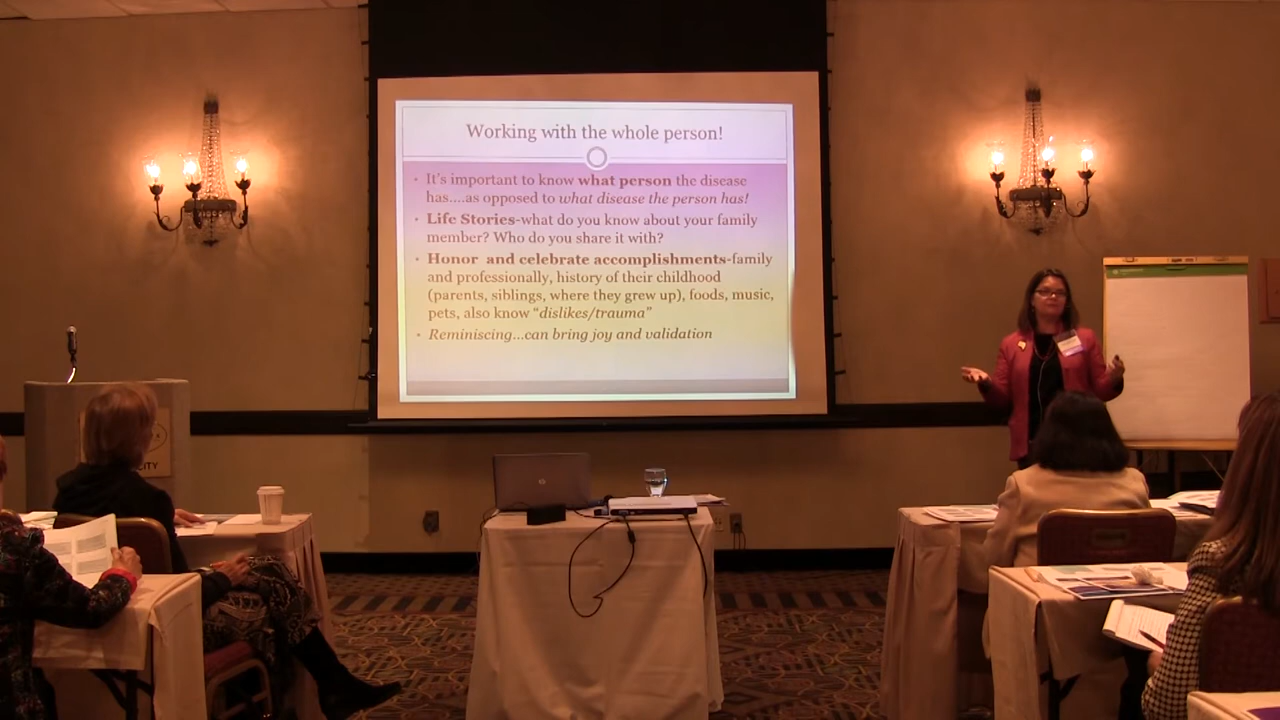 Working with the whole person!
• It's important to know what person the disease
has....as opposed to what disease the person has!
• Life Stories-what do you know about your family
member? Who do you share it with?
• Honor and celebrate accomplishments-family
and professionally, history of their childhood
(parents, siblings, where they grew up), foods, music,
pets, also know "dislikes/trauma"
• Reminiscing...can bring joy and validation
CITY